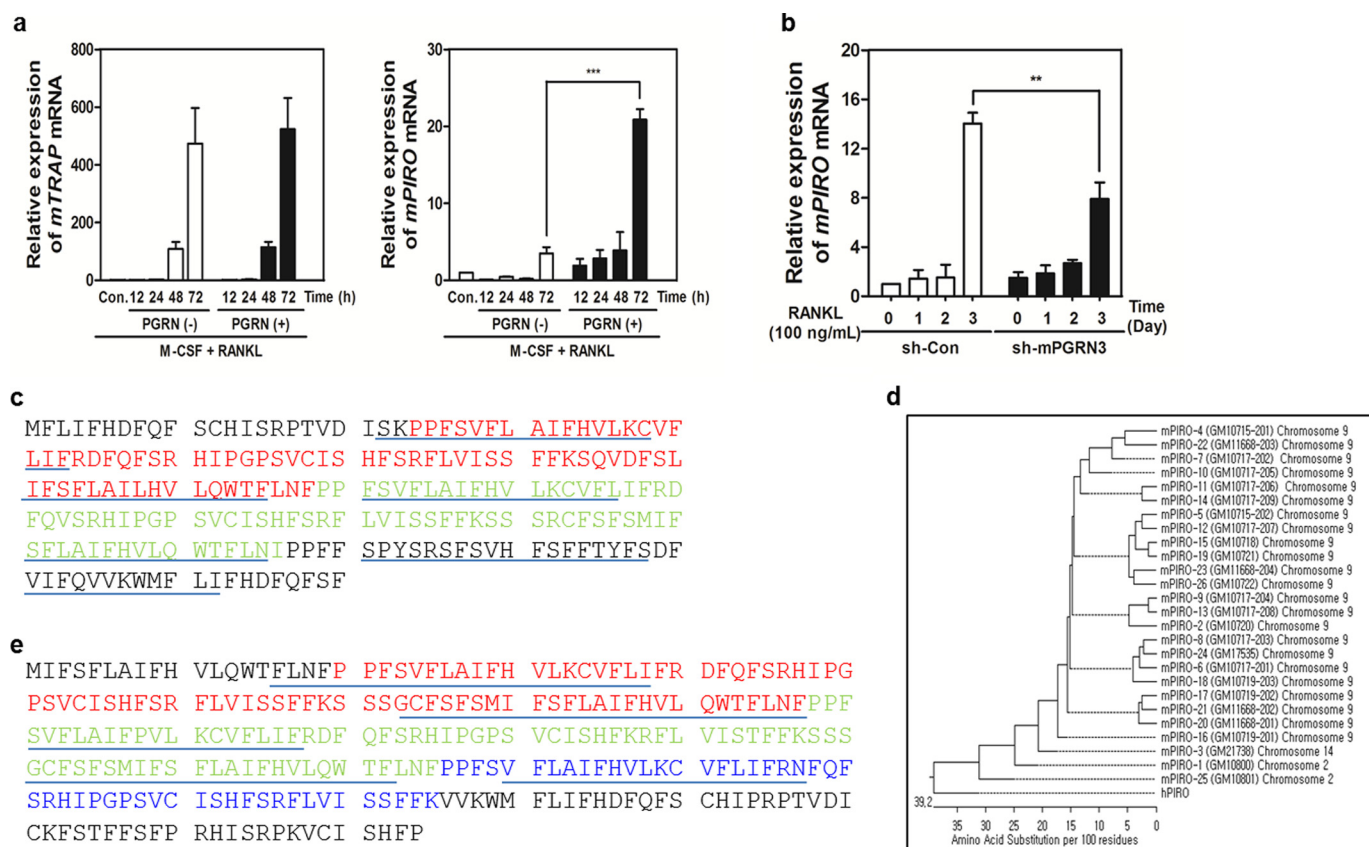 a
Relative expression
of mTRAP mRNA
800
600
400
200
0
Con. 12 24 48 72 12 24 48 72 Time (h)
PGRN (-) PGRN (+)
M-CSF + RANKL
Relative expression
of mPIRO mRNA
30
20
10
0
***
Con. 12 24 48 72 12 24 48 72 Time (h)
PGRN (-) PGRN (+)
M-CSF + RANKL
b
Relative expression
of mPIRO mRNA
20
16
12
8
4
0
**
RANKL
(100 ng/mL)
0 1 2 3 0 1 2 3
Time
(Day)
sh-Con sh-mPGRN3
c
MFLIFHDFQF SCHISRPTVD ISKPPFSVFL AIFHVLKCVF
LIFRDFQFSR HIPGPSVCIS HFSRFLVISS FFKSQVDFSL
IFSFLAILHV LQWTFLNFPP FSVFLAIFHV LKCVFLIFRD
FQVSRHIPGP SVCISHFSRF LVISSFFKSS SRCFSFSMIF
SFLAIFHVLQ WTFLNIPPFF SPYSRSFSVH FSFFTYFSDF
VIFQVVKWMF LIFHDFQFSF
d
mPIRO-4 (GM10715-201) Chromosome 9
mPIRO-22 (GM11668-203) Chromosome 9
mPIRO-7 (GM10717-202) Chromosome 9
mPIRO-10 (GM10717-205) Chromosome 9
mPIRO-11 (GM10717-206) Chromosome 9
mPIRO-14 (GM10717-209) Chromosome 9
mPIRO-5 (GM10715-202) Chromosome 9
mPIRO-12 (GM10717-207) Chromosome 9
mPIRO-15 (GM10718) Chromosome 9
mPIRO-19 (GM10721) Chromosome 9
mPIRO-23 (GM11668-204) Chromosome 9
mPIRO-26 (GM10722) Chromosome 9
mPIRO-9 (GM10717-204) Chromosome 9
mPIRO-13 (GM10717-208) Chromosome 9
mPIRO-2 (GM10720) Chromosome 9
mPIRO-8 (GM10717-203) Chromosome 9
mPIRO-24 (GM17535) Chromosome 9
mPIRO-6 (GM10717-201) Chromosome 9
mPIRO-18 (GM10719-203) Chromosome 9
mPIRO-17 (GM10719-202) Chromosome 9
mPIRO-21 (GM11668-202) Chromosome 9
mPIRO-20 (GM11668-201) Chromosome 9
mPIRO-16 (GM10719-201) Chromosome 9
mPIRO-3 (GM21738) Chromosome 14
mPIRO-1 (GM10800) Chromosome 2
mPIRO-25 (GM10801) Chromosome 2
hPIRO
39,2
35 30 25 20 15 10 5 0
Amino Acid Substitution per 100 residues
e
MIFSFLAIFH VLQWTFLNFP PFSVFLAIFH VLKCVFLIFR DFQFSRHIPG
PSVCISHFSR FLVISSFFKS SSGCFSFSMI FSFLAIFHVL QWTFLNFPPF
SVFLAIFPVL KCVFLIFRDF QFSRHIPGPS VCISHFKRFL VISTFFKSSS
GCFSFSMIFS FLAIFHVLQW TFLNFPPFSV FLAIFHVLKC VFLIFRNFQF
SRHIPGPSVC ISHFSRFLVI SSFFKVVKWM FLIFHDFQFS CHIPRPTVDI
CKFSTFFSFP RHISRPKVCI SHFP